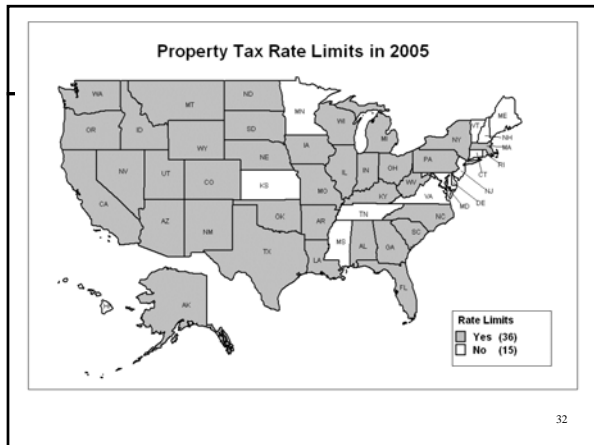 Property Tax Rate Limits in 2005
WA
MT
ND
MN
ME
VT
NH
OR
ID
SD
WI
MI
NY
MA
WY
RI
NE
IA
PA
CT
NV
UT
CO
IL
IN
OH
NJ
CA
KS
MO
WV
VA
DE
KY
MD
AZ
NM
OK
AR
TN
NC
SC
TX
LA
MS
AL
GA
FL
AK
HI
Rate Limits
Yes (36)
No (15)
32